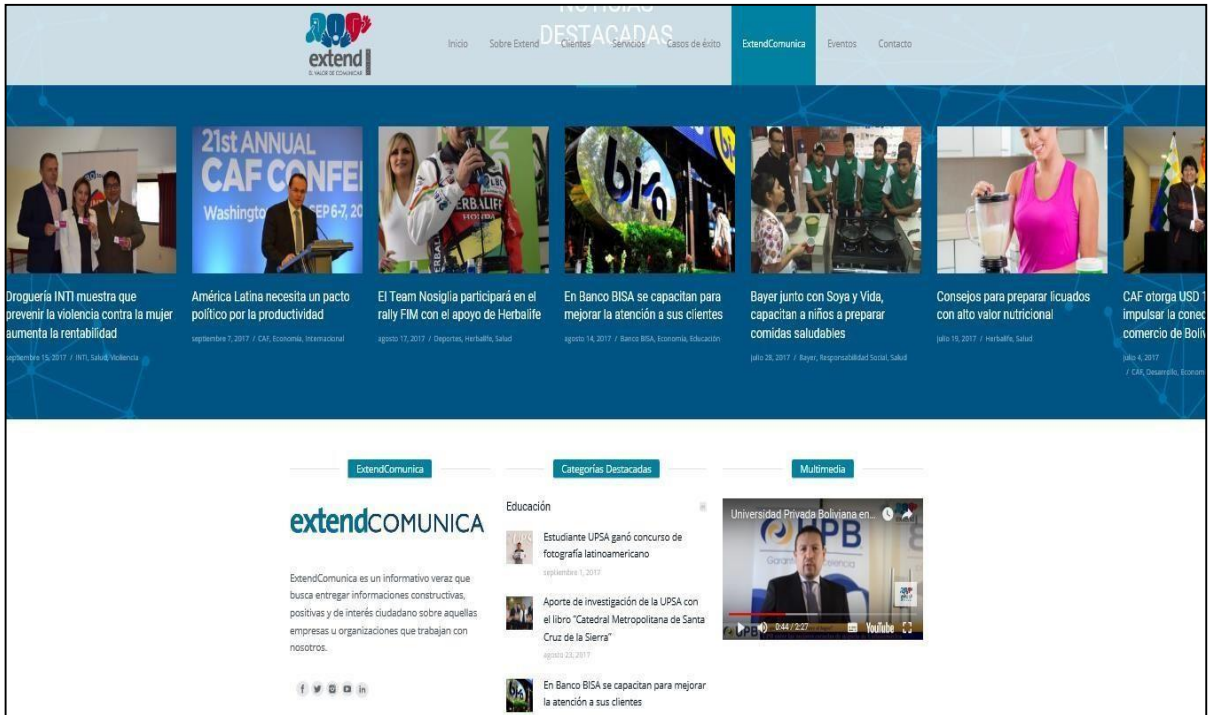 NOTICIAS
DESTACADAS
extend
EL VALOR DE COMUNICAR
Inicio Sobre Extend Clientes Servicios Casos de éxito ExtendComunica Eventos Contacto
21st ANNUAL
CAF CONFE
Washington SEP 6-7, 20
HERBALIFE
HONDA
bisa
Droguería INTI muestra que
prevenir la violencia contra la mujer
aumenta la rentabilidad
septiembre 15, 2017 / INTI, Salud, Violencia
América Latina necesita un pacto
político por la productividad
septiembre 7, 2017 / CAF, Economía, Internacional
El Team Nosiglia participará en el
rally FIM con el apoyo de Herbalife
agosto 17, 2017 / Deportes, Herbalife, Salud
En Banco BISA se capacitan para
mejorar la atención a sus clientes
agosto 14, 2017 / Banco BISA, Economía, Educación
Bayer junto con Soya y Vida,
capacitan a niños a preparar
comidas saludables
julio 28, 2017 / Bayer, Responsabilidad Social, Salud
Consejos para preparar licuados
con alto valor nutricional
julio 19, 2017 / Herbalife, Salud
CAF otorga USD 1
impulsar la conec
comercio de Boliv
julio 4, 2017
/ CAF, Desarrollo, Econom
ExtendComunica
extendCOMUNICA
ExtendComunica es un informativo veraz que
busca entregar informaciones constructivas,
positivas y de interés ciudadano sobre aquellas
empresas u organizaciones que trabajan con
nosotros.
Categorías Destacadas
Educación
Estudiante UPSA ganó concurso de
fotografía latinoamericano
septiembre 1, 2017
Aporte de investigación de la UPSA con
el libro "Catedral Metropolitana de Santa
Cruz de la Sierra"
agosto 23, 2017
En Banco BISA se capacitan para mejorar
la atención a sus clientes
Multimedia
Universidad Privada Boliviana en...
UPB
0:44 / 2:27
YouTube